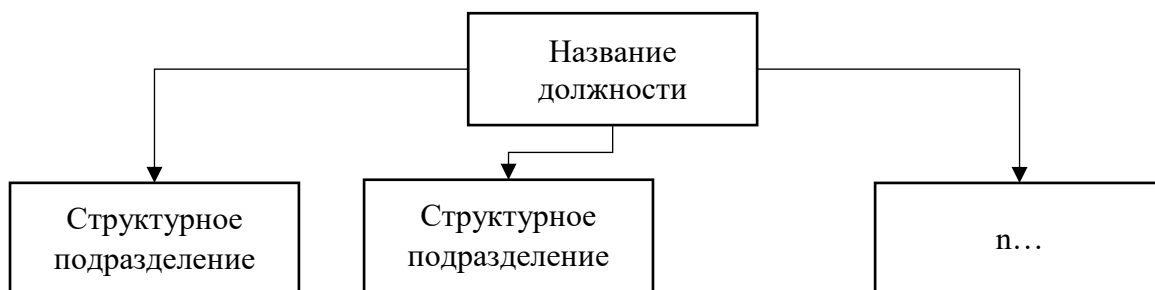 Название
должности
Структурное
подразделение
Структурное
подразделение
n…